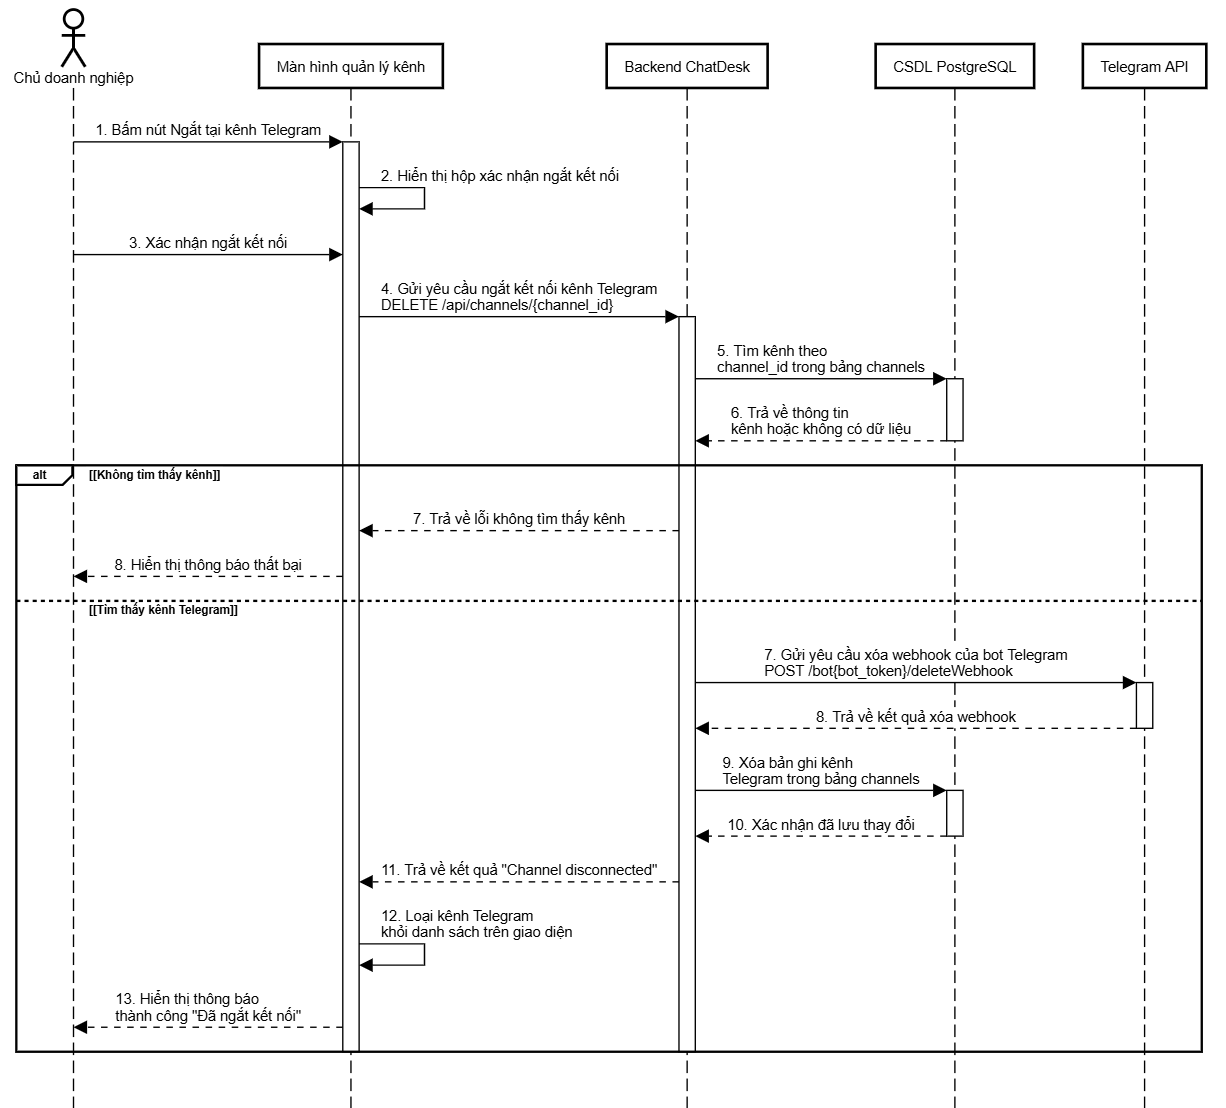 Chủ doanh nghiệp
Màn hình quản lý kênh
Backend ChatDesk
CSDL PostgreSQL
Telegram API
1. Bấm nút Ngắt tại kênh Telegram
2. Hiển thị hộp xác nhận ngắt kết nối
3. Xác nhận ngắt kết nối
4. Gửi yêu cầu ngắt kết nối kênh Telegram
DELETE /api/channels/{channel_id}
5. Tìm kênh theo
channel_id trong bảng channels
6. Trả về thông tin
kênh hoặc không có dữ liệu
alt
[[Không tìm thấy kênh]]
7. Trả về lỗi không tìm thấy kênh
8. Hiển thị thông báo thất bại
[[Tìm thấy kênh Telegram]]
7. Gửi yêu cầu xóa webhook của bot Telegram
POST /bot{bot_token}/deleteWebhook
8. Trả về kết quả xóa webhook
9. Xóa bản ghi kênh
Telegram trong bảng channels
10. Xác nhận đã lưu thay đổi
11. Trả về kết quả "Channel disconnected"
12. Loại kênh Telegram
khỏi danh sách trên giao diện
13. Hiển thị thông báo
thành công "Đã ngắt kết nối"